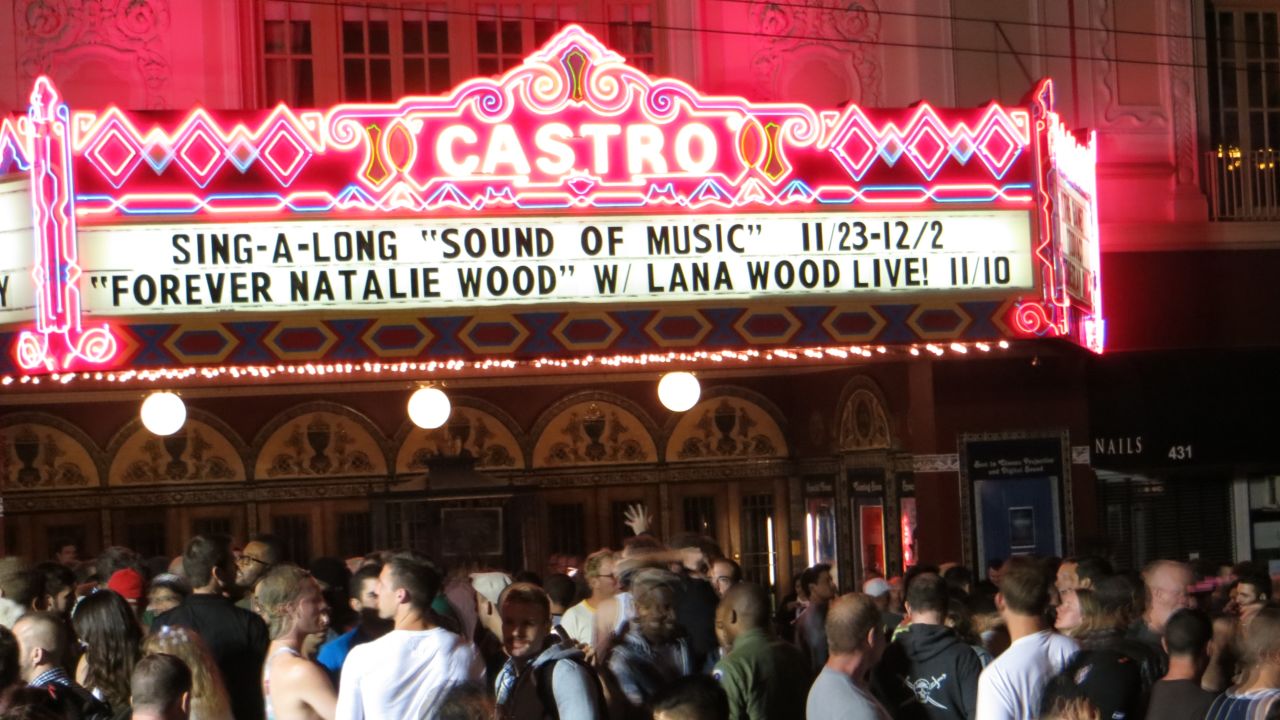 CASTRO
SING-A-LONG "SOUND OF MUSIC" 11/23-12/2
"FOREVER NATALIE WOOD" W/ LANA WOOD LIVE! 11/10
Y
NAILS 431